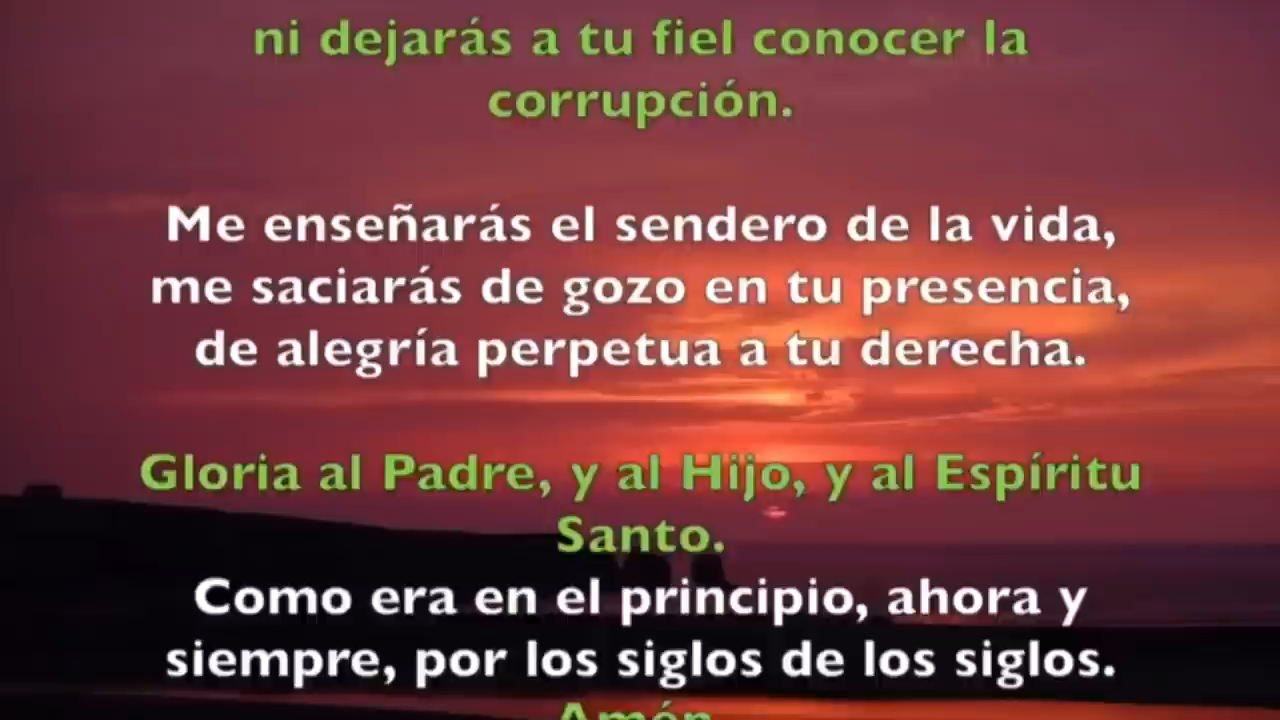 ni dejarás a tu fiel conocer la
corrupción.
Me enseñarás el sendero de la vida,
me saciarás de gozo en tu presencia,
de alegría perpetua a tu derecha.
Gloria al Padre, y al Hijo, y al Espíritu
Santo.
Como era en el principio, ahora y
siempre, por los siglos de los siglos.
Amén